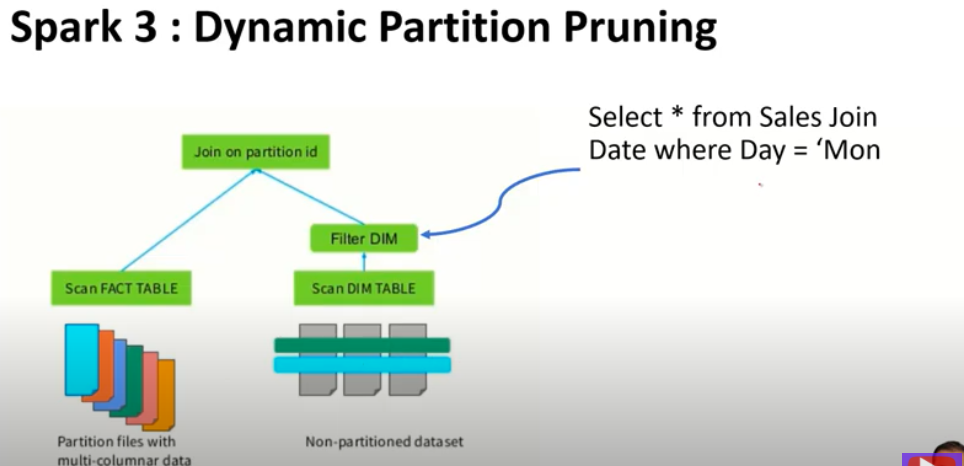 Spark 3 : Dynamic Partition Pruning
Select * from Sales Join
Date where Day = ‘Mon
Join on partition id
Filter DIM
Scan FACT TABLE
Scan DIM TABLE
Partition files with
multi-columnar data
Non-partitioned dataset